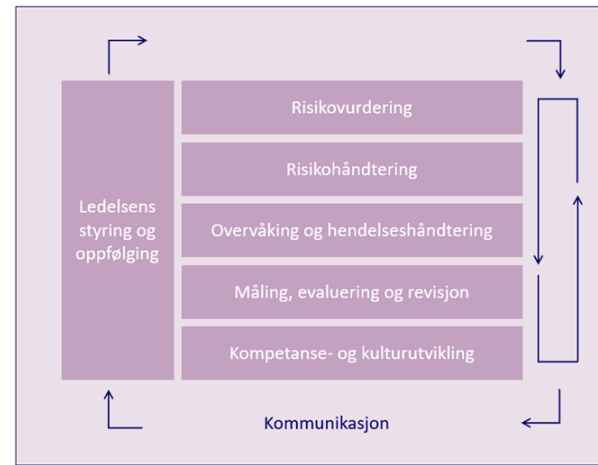 Ledelsens
styring og
oppfølging
Risikovurdering
Risikohåndtering
Overvåking og hendelseshåndtering
Måling, evaluering og revisjon
Kompetanse- og kulturutvikling
Kommunikasjon